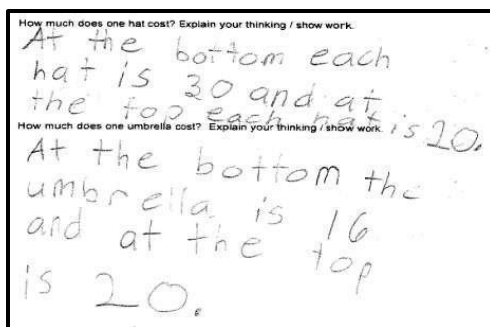 How much does one hat cost? Explain your thinking / show work.
At the bottom each
hat is 30 and at
the top each hat is 20.
How much does one umbrella cost? Explain your thinking / show work.
At the bottom the
umbrella is 16
and at the top
is 20.